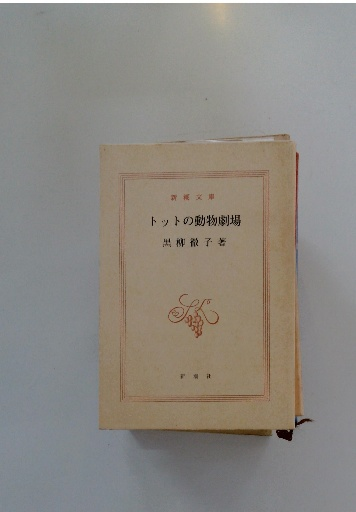 新潮文庫
トットの動物劇場
黒柳徹子著
新潮社